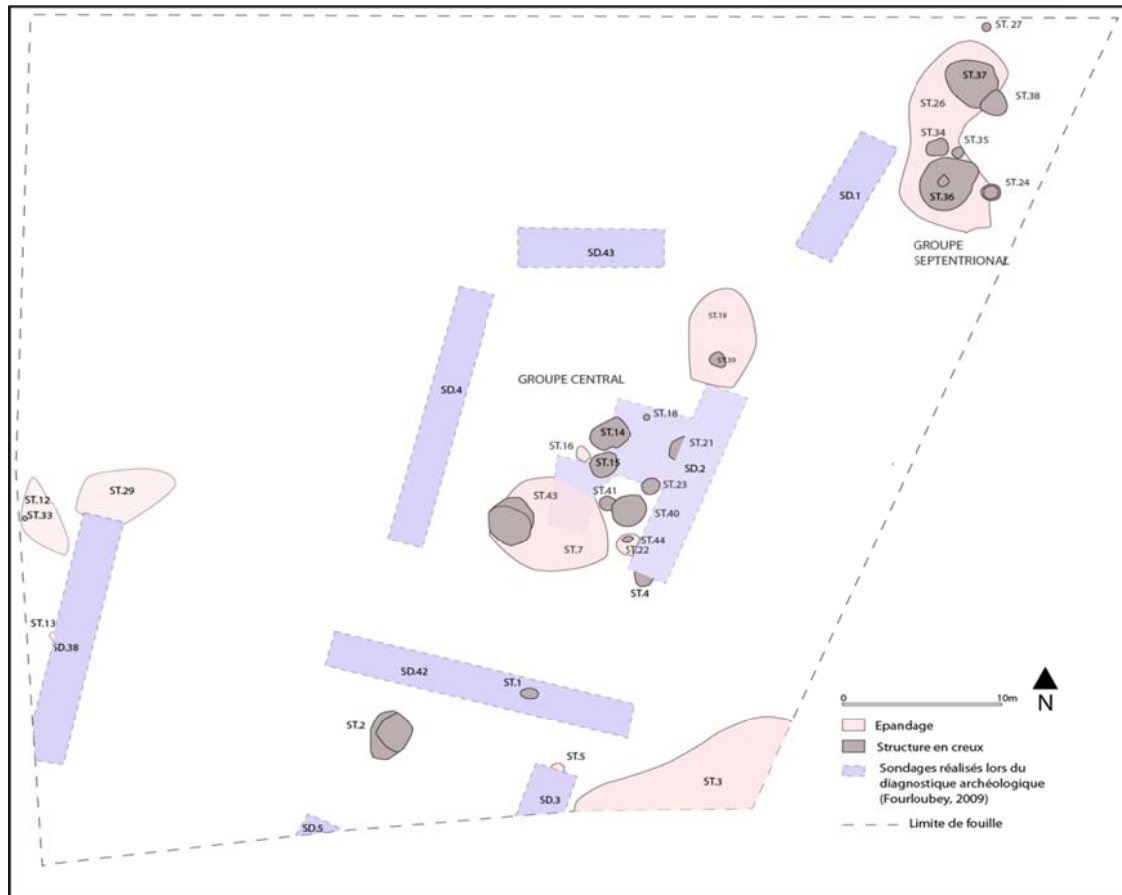 ST. 27
ST.37
ST.38
ST.26
ST.34
ST.35
ST.36
ST.24
SD.1
GROUPE
SEPTENTRIONAL
SD.43
ST.19
ST.39
SD.4
GROUPE CENTRAL
ST.18
ST.14
ST.16
ST.21
ST.15
SD.2
ST.29
ST.12
ST.33
ST.43
ST.41
ST.23
ST.40
ST.44
ST.7
ST.22
ST.4
ST.13
SD.38
SD.42
ST.1
ST.2
ST.5
ST.3
SD.3
SD.5
0 10m
N
Epandage
Structure en creux
Sondages réalisés lors du
diagnostique archéologique
(Fourloubey, 2009)
Limite de fouille